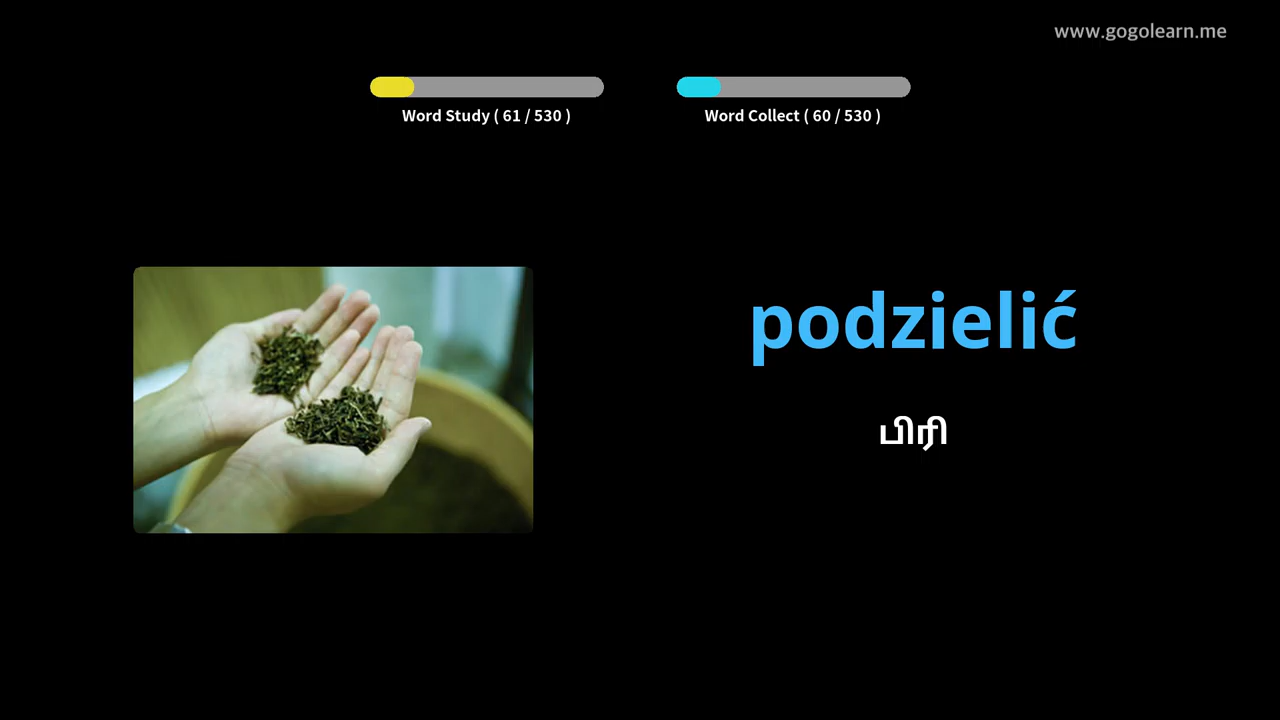 www.gogolearn.me
Word Study ( 61 / 530 )
Word Collect ( 60 / 530 )
podzielić
பிரி